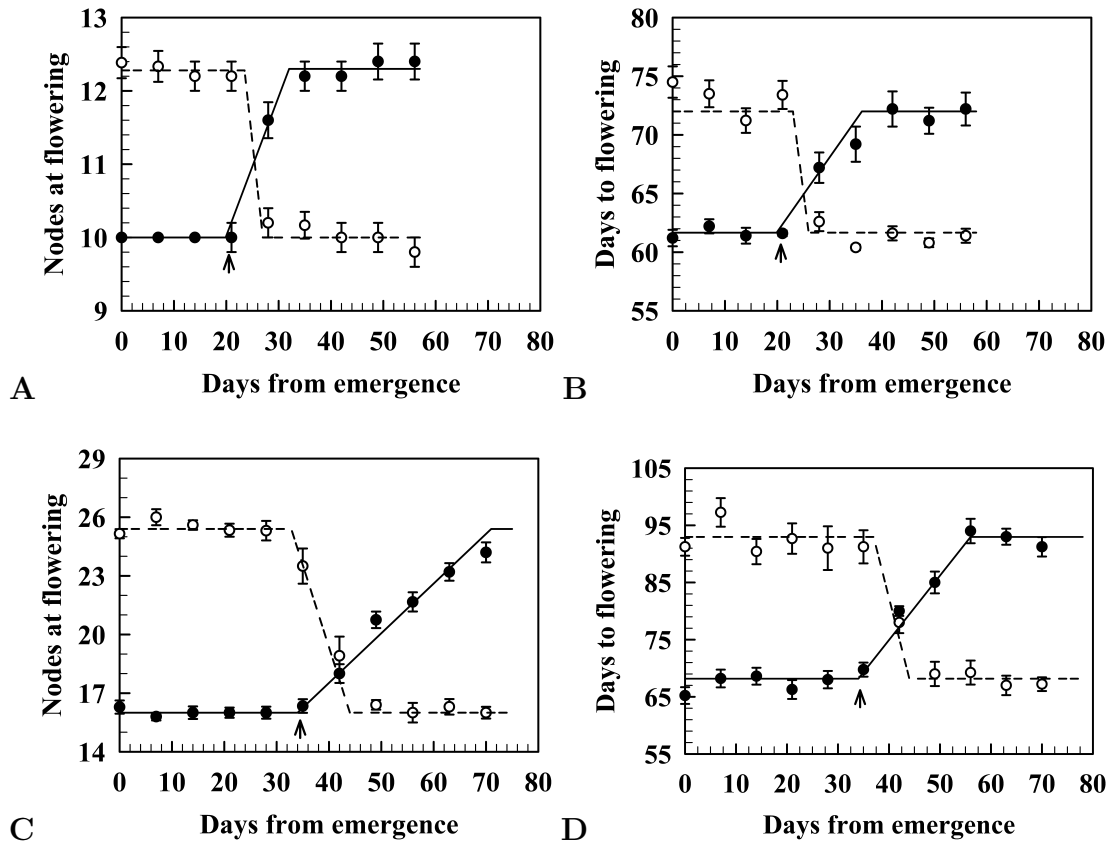 13
12
11
10
9
Nodes at flowering
0 10 20 30 40 50 60 70 80
Days from emergence
A
80
75
70
65
60
55
Days to flowering
0 10 20 30 40 50 60 70 80
Days from emergence
B
29
26
23
20
17
14
Nodes at flowering
0 10 20 30 40 50 60 70 80
Days from emergence
C
105
95
85
75
65
55
Days to flowering
0 10 20 30 40 50 60 70 80
Days from emergence
D